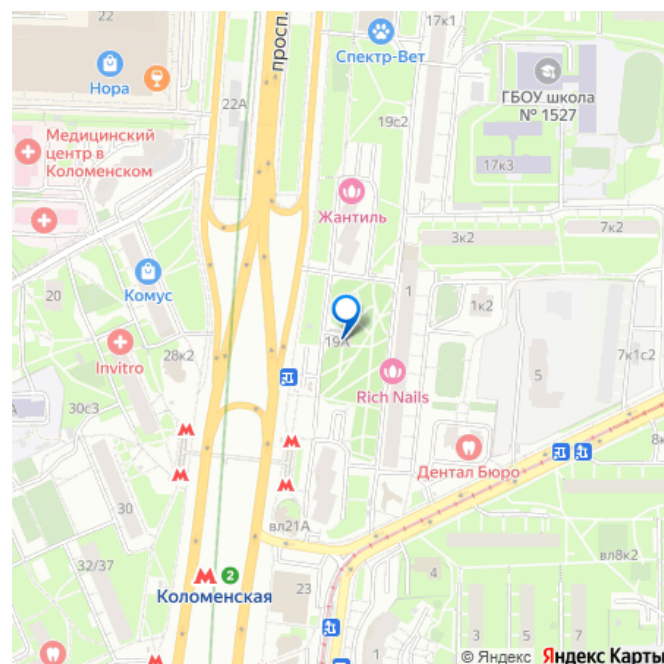 22
17к1
просп.
Спектр-Вет
Нора
ГБОУ школа
№ 1527
22А
19с2
Медицинский
центр в
Коломенском
17к3
Жантиль
7к2
3к2
20
Комус
1
1к2
19А
28к2
Invitro
7к1с2
5
30с3
Rich Nails
Дентал Бюро
8к
30
вл21А
вл8к2
32/37
2
Коломенская
23
4
3
5
7
1
© Яндекс Яндекс Карты